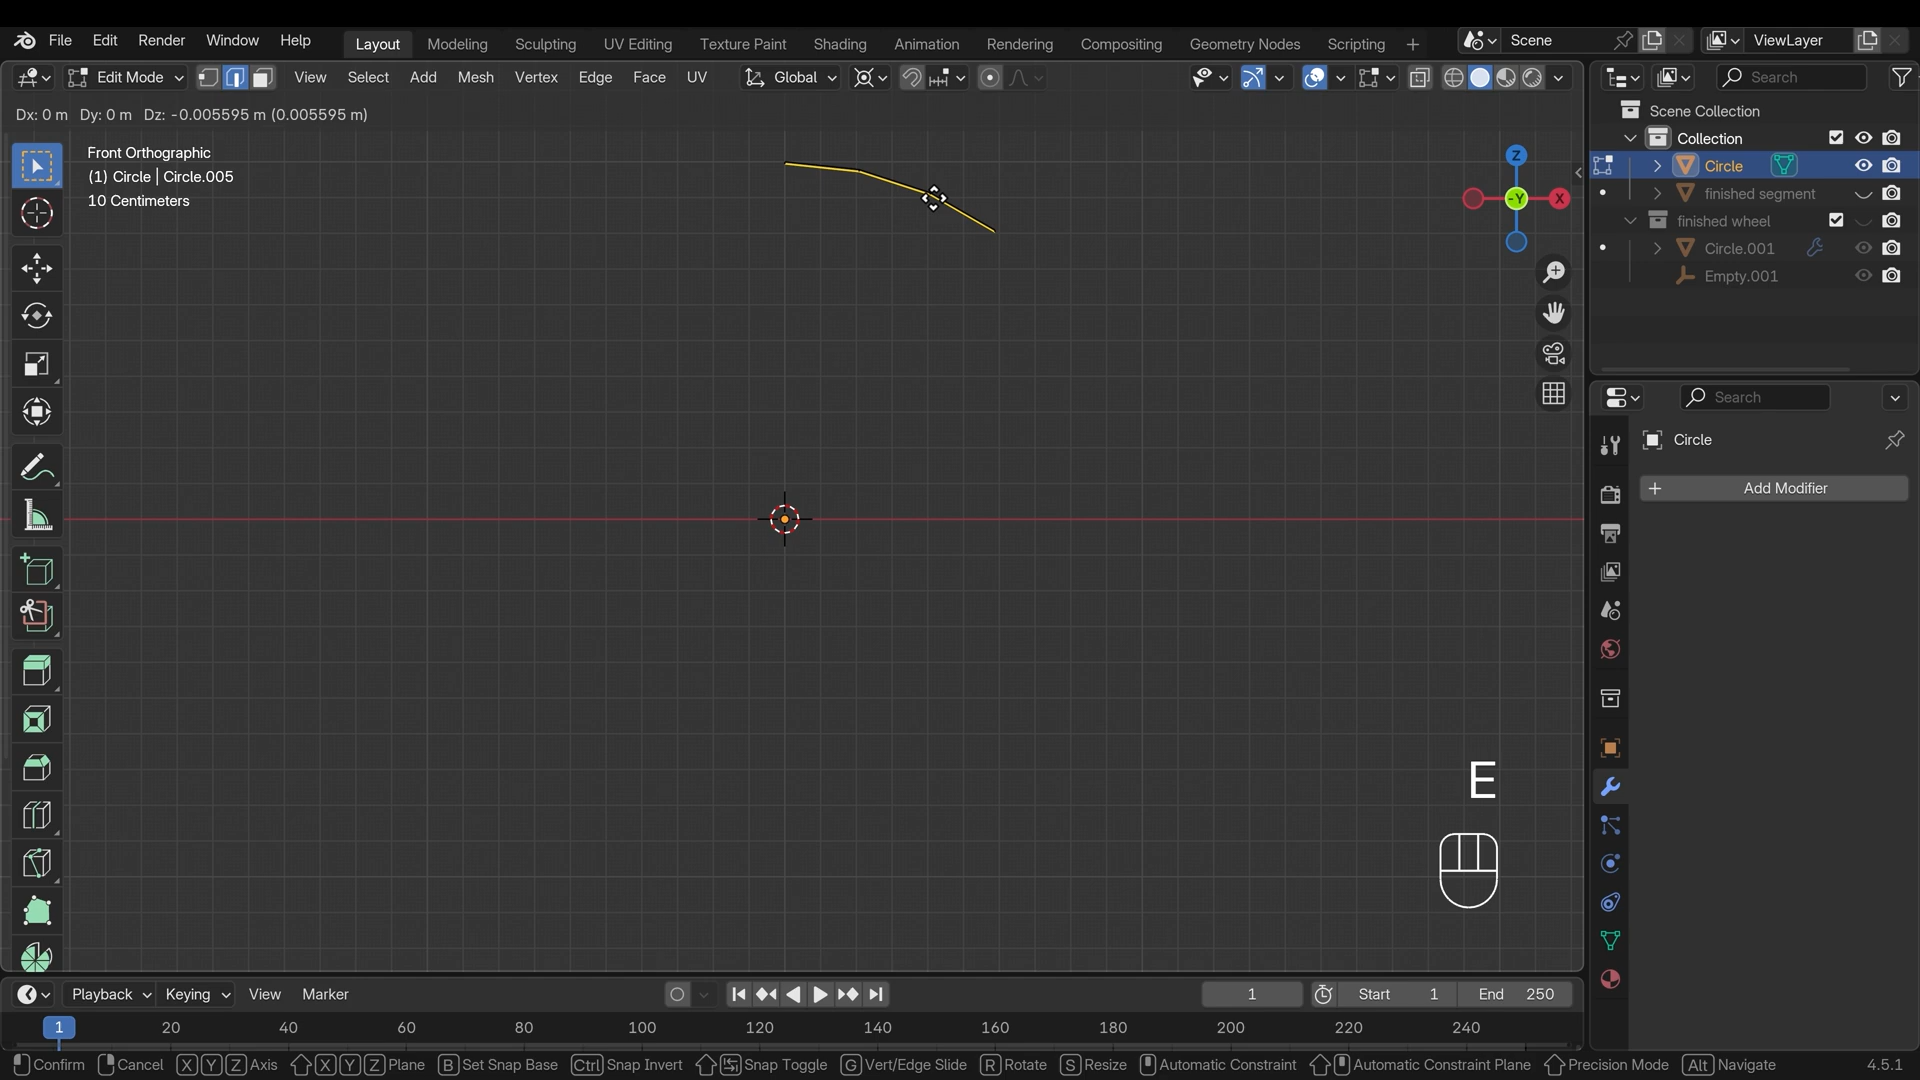 File Edit Render Window Help Layout Modeling Sculpting UV Editing Texture Paint Shading Animation Rendering Compositing Geometry Nodes Scripting + Scene ViewLayer
Edit Mode View Select Add Mesh Vertex Edge Face UV Global Search
Dx: 0 m Dy: 0 m Dz: -0.005595 m (0.005595 m)
Scene Collection
Collection
Front Orthographic
(1) Circle | Circle.005
10 Centimeters
Z
-Y
X
Circle
finished segment
finished wheel
Circle.001
Empty.001
Search
Circle
+ Add Modifier
E
Playback Keying View Marker 1 Start 1 End 250
1 20 40 60 80 100 120 140 160 180 200 220 240
Confirm Cancel X Y Z Axis X Y Z Plane B Set Snap Base Ctrl Snap Invert Snap Toggle G Vert/Edge Slide R Rotate S Resize Automatic Constraint Automatic Constraint Plane Precision Mode Alt Navigate 4.5.1